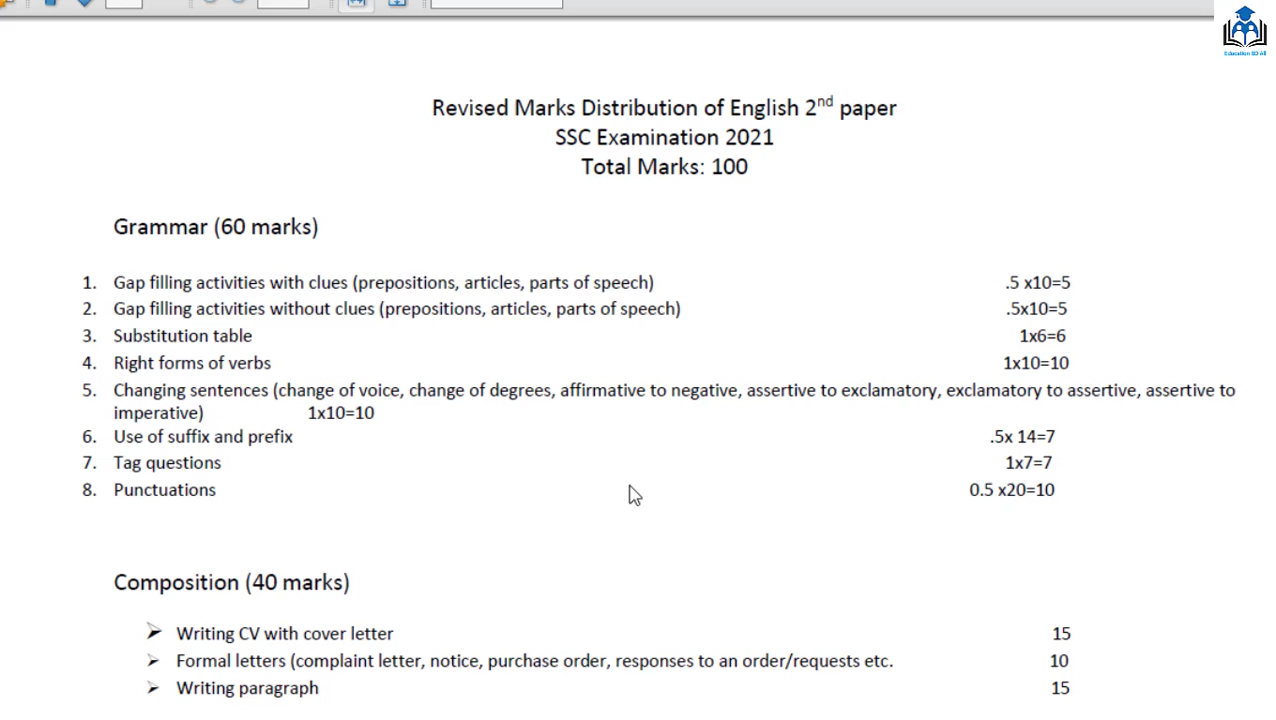 Education BD All
Revised Marks Distribution of English 2nd paper
SSC Examination 2021
Total Marks: 100
Grammar (60 marks)
1. Gap filling activities with clues (prepositions, articles, parts of speech) .5 x10=5
2. Gap filling activities without clues (prepositions, articles, parts of speech) .5x10=5
3. Substitution table 1x6=6
4. Right forms of verbs 1x10=10
5. Changing sentences (change of voice, change of degrees, affirmative to negative, assertive to exclamatory, exclamatory to assertive, assertive to
imperative) 1x10=10
6. Use of suffix and prefix .5x 14=7
7. Tag questions 1x7=7
8. Punctuations 0.5 x20=10
Composition (40 marks)
➢ Writing CV with cover letter 15
➢ Formal letters (complaint letter, notice, purchase order, responses to an order/requests etc. 10
➢ Writing paragraph 15